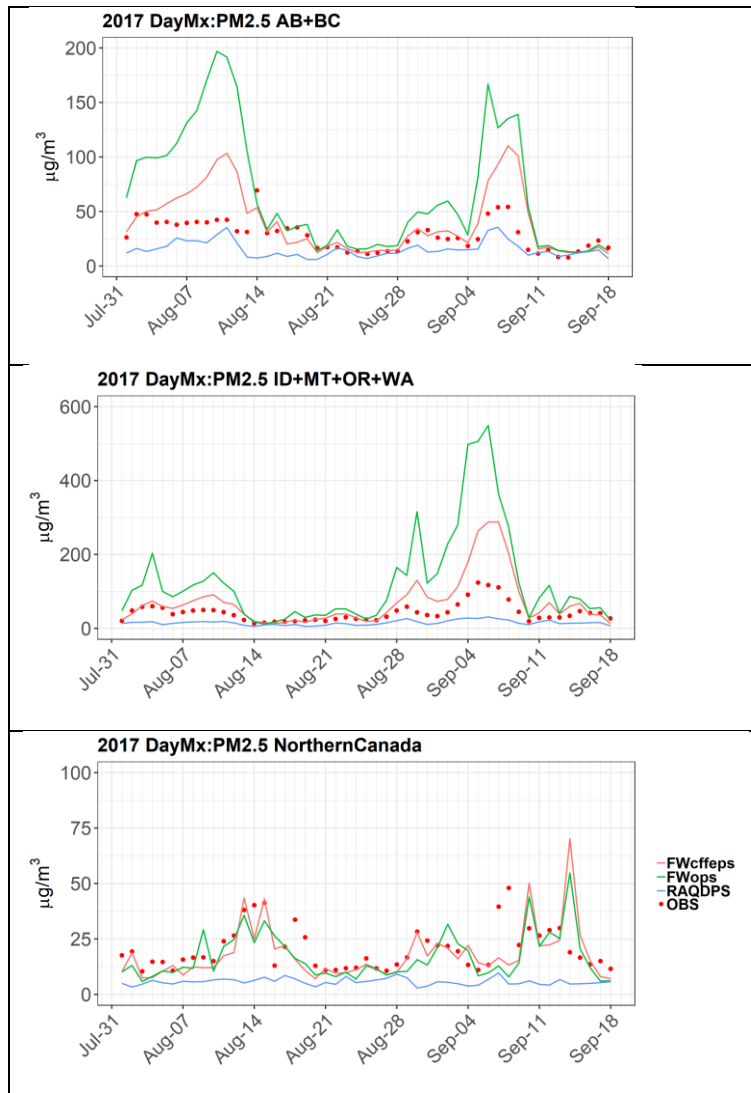 2017 DayMx:PM2.5 AB+BC
200
150
100
50
0
µg/m³
Jul-31
Aug-07
Aug-14
Aug-21
Aug-28
Sep-04
Sep-11
Sep-18
2017 DayMx:PM2.5 ID+MT+OR+WA
600
400
200
0
µg/m³
Jul-31
Aug-07
Aug-14
Aug-21
Aug-28
Sep-04
Sep-11
Sep-18
2017 DayMx:PM2.5 NorthernCanada
100
75
50
25
0
µg/m³
Jul-31
Aug-07
Aug-14
Aug-21
Aug-28
Sep-04
Sep-11
Sep-18
FWcffeps
FWops
RAQDPS
OBS